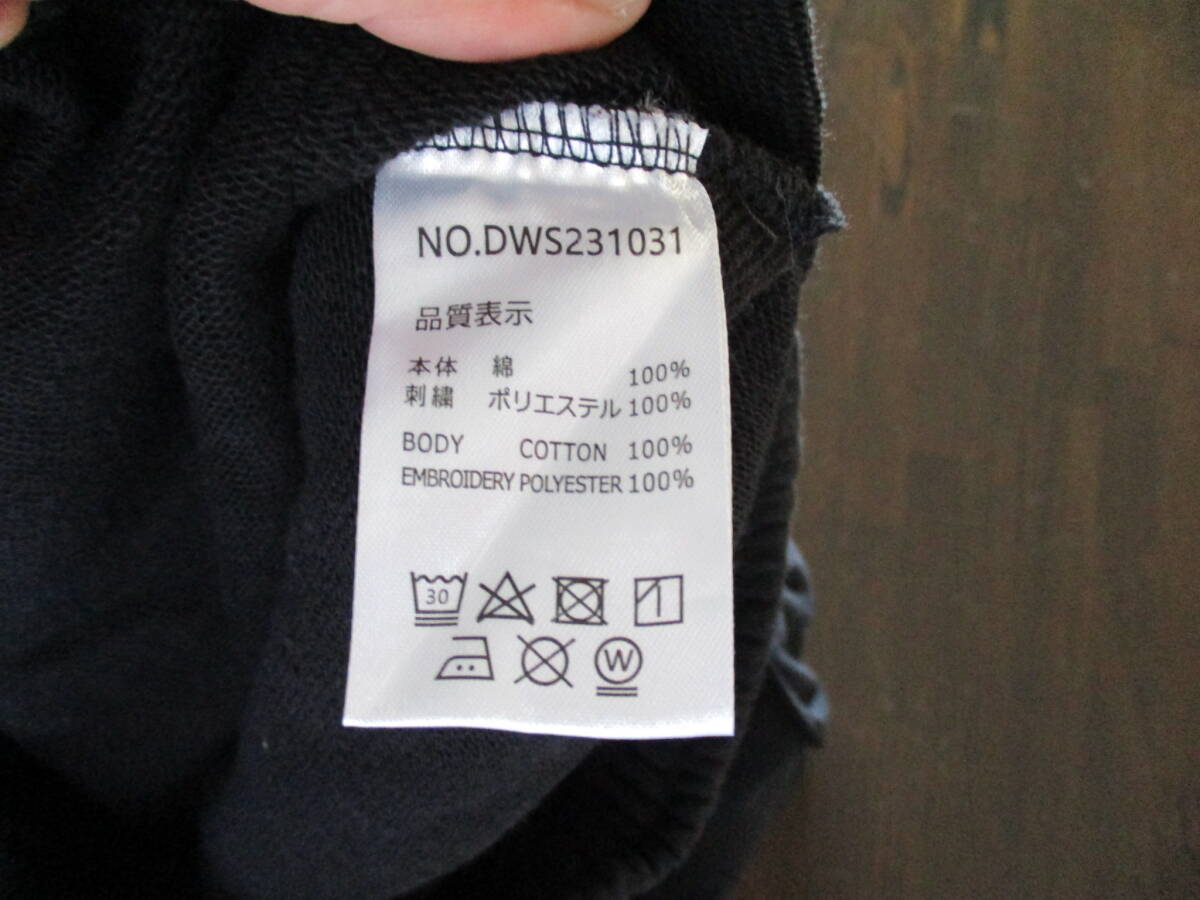 NO.DWS231031
品質表示
本体 綿 100%
刺繍 ポリエステル 100%
BODY COTTON 100%
EMBROIDERY POLYESTER 100%
30
W